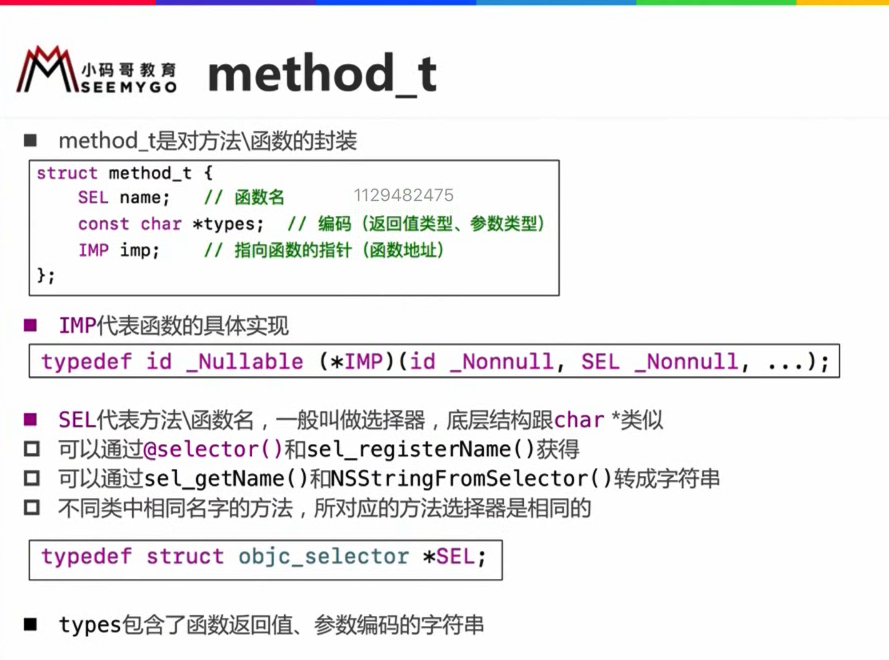 小码哥教育
SEEMYGO
method_t
method_t是对方法\函数的封装
struct method_t {
SEL name; // 函数名 1129482475
const char *types; // 编码（返回值类型、参数类型）
IMP imp; // 指向函数的指针（函数地址）
};
IMP代表函数的具体实现
typedef id _Nullable (*IMP)(id _Nonnull, SEL _Nonnull, ...);
SEL代表方法\函数名，一般叫做选择器，底层结构跟char *类似
可以通过@selector()和sel_registerName()获得
可以通过sel_getName()和NSStringFromSelector()转成字符串
不同类中相同名字的方法，所对应的方法选择器是相同的
typedef struct objc_selector *SEL;
types包含了函数返回值、参数编码的字符串